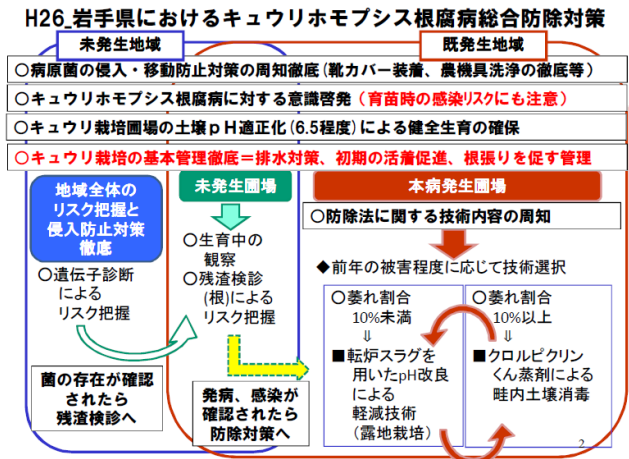 H26_岩手県におけるキュウリホモプシス根腐病総合防除対策
未発生地域
既発生地域
○病原菌の侵入・移動防止対策の周知徹底(靴カバー装着、農機具洗浄の徹底等)
○キュウリホモプシス根腐病に対する意識啓発(育苗時の感染リスクにも注意)
○キュウリ栽培圃場の土壌pH適正化(6.5程度)による健全生育の確保
○キュウリ栽培の基本管理徹底=排水対策、初期の活着促進、根張りを促す管理
地域全体の
リスク把握と
侵入防止対策
徹底
○遺伝子診断
による
リスク把握
菌の存在が確認
されたら
残渣検診へ
未発生圃場
○生育中の
観察
○残渣検診
(根)による
リスク把握
発病、感染が
確認されたら
防除対策へ
本病発生圃場
○防除法に関する技術内容の周知
◆前年の被害程度に応じて技術選択
○萎れ割合
10%未満
⇓
■転炉スラグを
用いたpH改良
による
軽減技術
(露地栽培)
○萎れ割合
10%以上
⇓
■クロルピクリン
くん蒸剤による
畦内土壌消毒
2